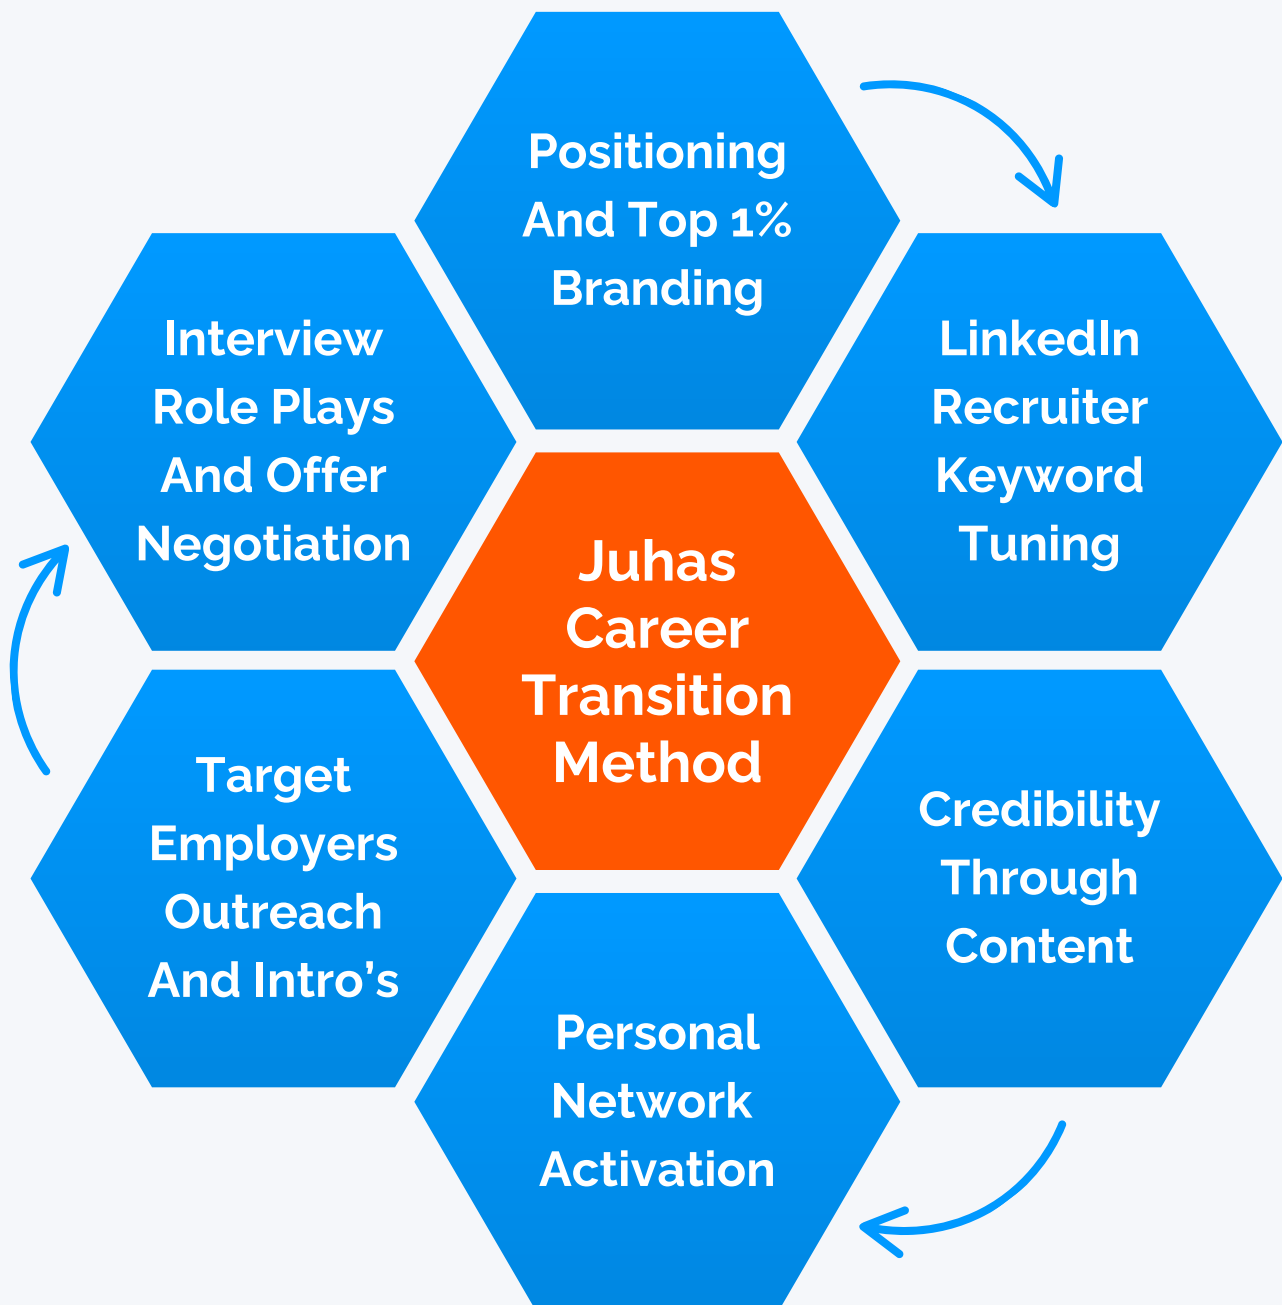 Positioning
And Top 1%
Branding
LinkedIn
Recruiter
Keyword
Tuning
Credibility
Through
Content
Personal
Network
Activation
Target
Employers
Outreach
And Intro’s
Interview
Role Plays
And Offer
Negotiation
Juhas
Career
Transition
Method